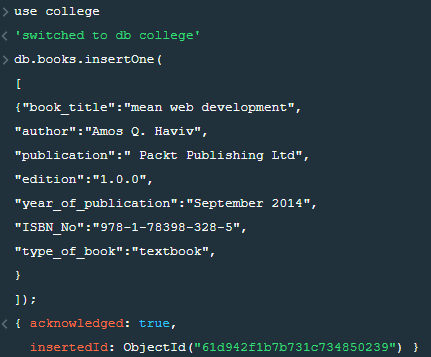 > use college
< 'switched to db college'
> db.books.insertOne(
[
{"book_title":"mean web development",
"author":"Amos Q. Haviv",
"publication":" Packt Publishing Ltd",
"edition":"1.0.0",
"year_of_publication":"September 2014",
"ISBN_No":"978-1-78398-328-5",
"type_of_book":"textbook",
}
]);
< { acknowledged: true,
insertedId: ObjectId("61d942f1b7b731c734850239") }